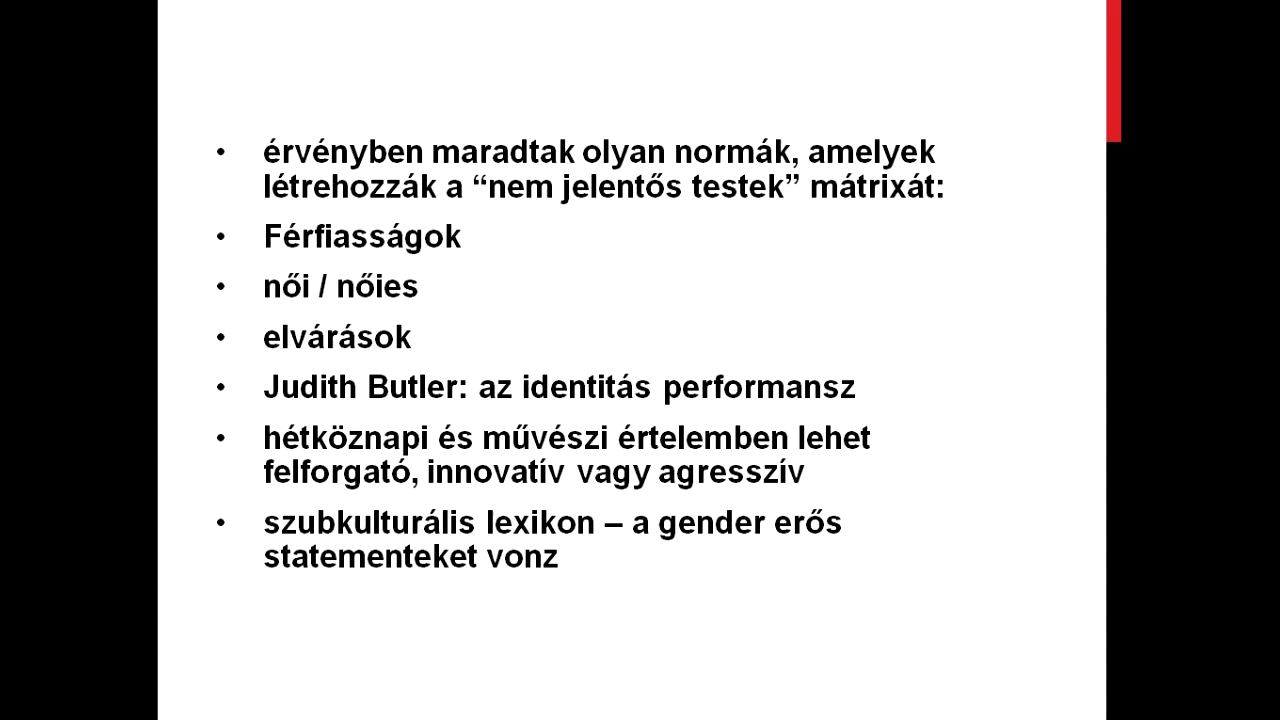 • érvényben maradtak olyan normák, amelyek
létrehozzák a “nem jelentős testek” mátrixát:
• Férfiasságok
• női / nőies
• elvárások
• Judith Butler: az identitás performansz
• hétköznapi és művészi értelemben lehet
felforgató, innovatív vagy agresszív
• szubkulturális lexikon – a gender erős
statementeket vonz